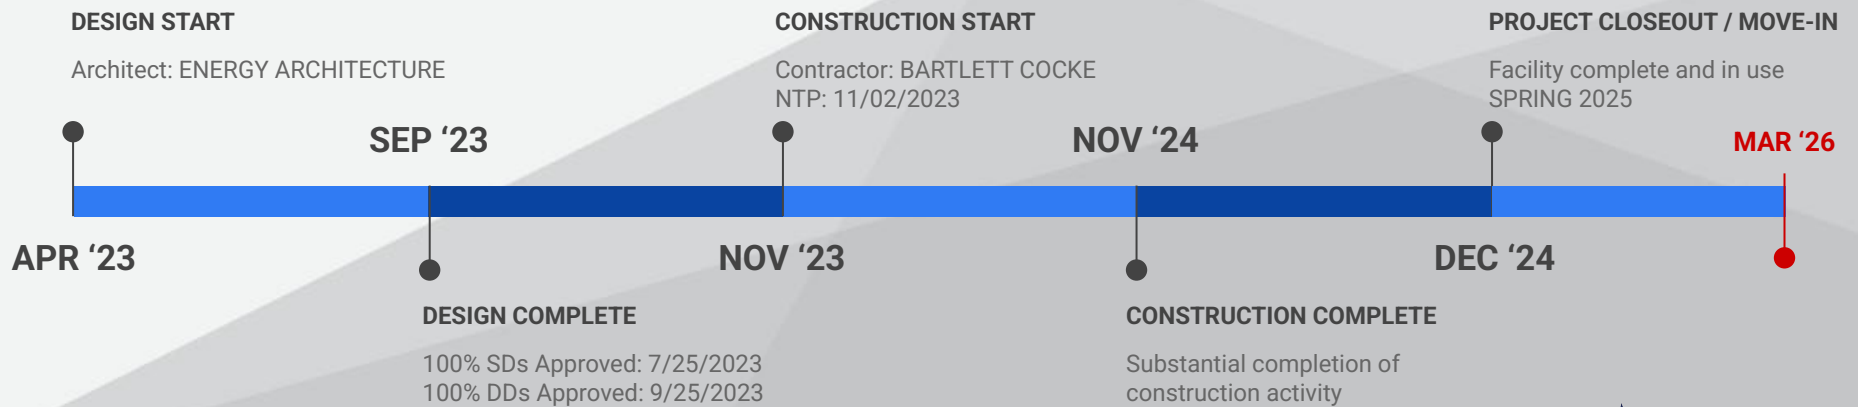 DESIGN START
Architect: ENERGY ARCHITECTURE
CONSTRUCTION START
Contractor: BARTLETT COCKE
NTP: 11/02/2023
PROJECT CLOSEOUT / MOVE-IN
Facility complete and in use
SPRING 2025
SEP ‘23
NOV ‘24
MAR ‘26
APR ‘23
NOV ‘23
DEC ‘24
DESIGN COMPLETE
100% SDs Approved: 7/25/2023
100% DDs Approved: 9/25/2023
CONSTRUCTION COMPLETE
Substantial completion of
construction activity